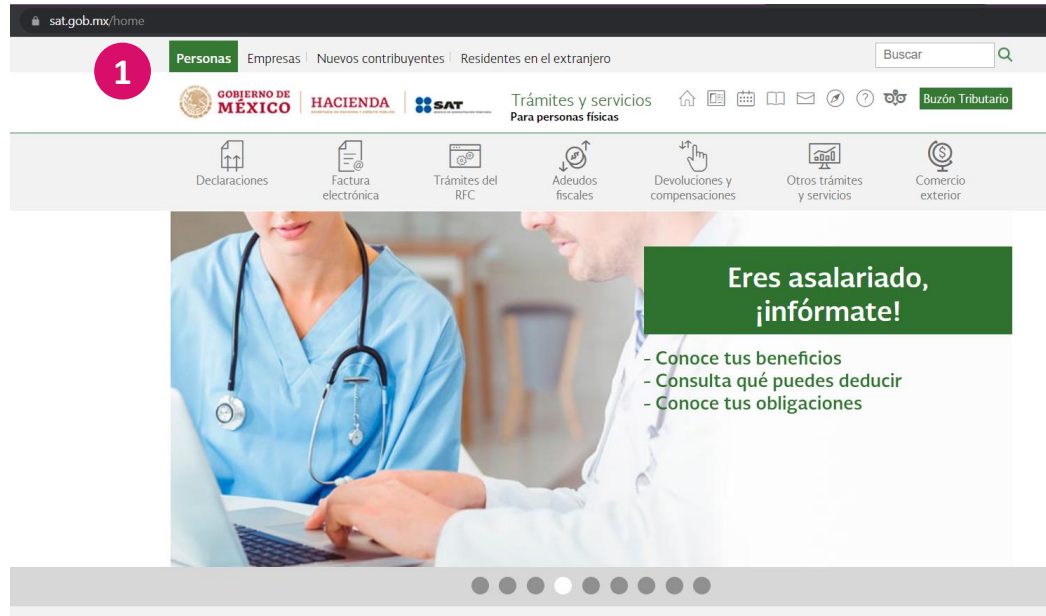 sat.gob.mx/home
1
Personas Empresas Nuevos contribuyentes Residentes en el extranjero Buscar
GOBIERNO DE
MÉXICO
HACIENDA
SAT
Trámites y servicios
Para personas físicas
Buzón Tributario
Declaraciones
Factura
electrónica
Trámites del
RFC
Adeudos
fiscales
Devoluciones y
compensaciones
Otros trámites
y servicios
Comercio
exterior
Eres asalariado,
¡infórmate!
- Conoce tus beneficios
- Consulta qué puedes deducir
- Conoce tus obligaciones